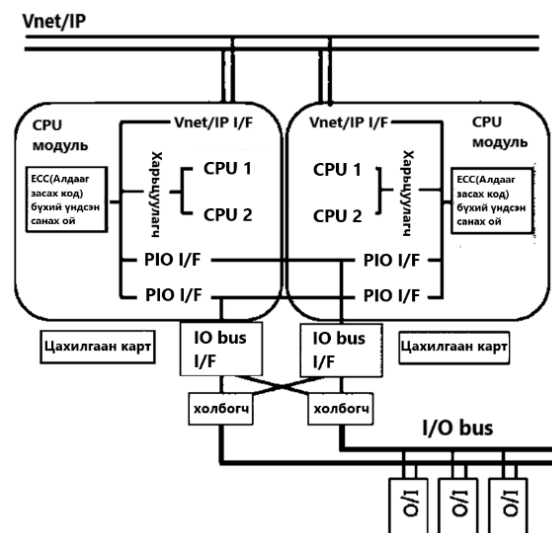 Vnet/IP
CPU
модуль
Vnet/IP I/F
ECC(Алдааг
засах код)
бүхий үндсэн
санах ой
Харьцуулагч
CPU 1
CPU 2
PIO I/F
PIO I/F
Vnet/IP I/F
CPU
модуль
CPU 1
CPU 2
Харьцуулагч
ECC(Алдааг
засах код)
бүхий үндсэн
санах ой
PIO I/F
PIO I/F
Цахилгаан карт
IO bus
I/F
IO bus
I/F
Цахилгаан карт
холбогч
холбогч
I/O bus
I/O
I/O
I/O